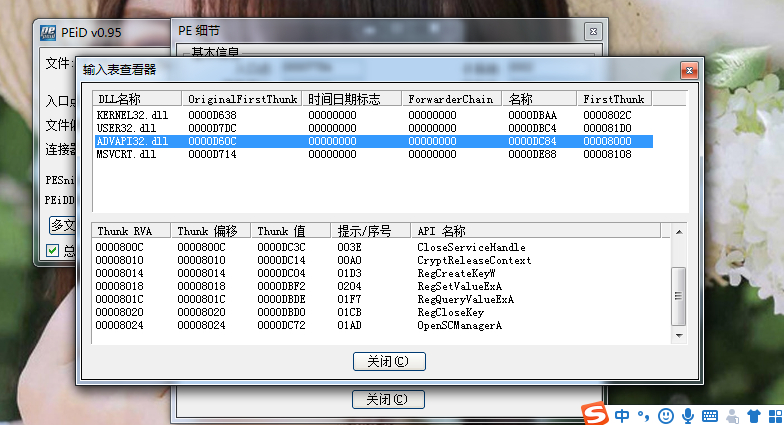 PEiD v0.95
PE 细节
文件:
基本信息
输入表查看器
入口点
文件偏
连接器
PESni
PEiDD
多文
总
DLL名称 OriginalFirstThunk 时间日期标志 ForwarderChain 名称 FirstThunk
KERNEL32.dll 0000D638 00000000 00000000 0000DBAA 0000802C
USER32.dll 0000D7DC 00000000 00000000 0000DBC4 000081D0
ADVAPI32.dll 0000D60C 00000000 00000000 0000DC84 00008000
MSVCRT.dll 0000D714 00000000 00000000 0000DE88 00008108
Thunk RVA Thunk 偏移 Thunk 值 提示/序号 API 名称
0000800C 0000800C 0000DC3C 003E CloseServiceHandle
00008010 00008010 0000DC14 00A0 CryptReleaseContext
00008014 00008014 0000DC04 01D3 RegCreateKeyW
00008018 00008018 0000DBF2 0204 RegSetValueExA
0000801C 0000801C 0000DBDE 01F7 RegQueryValueExA
00008020 00008020 0000DBD0 01CB RegCloseKey
00008024 00008024 0000DC72 01AD OpenSCManagerA
关闭(C)
关闭(C)
S 中